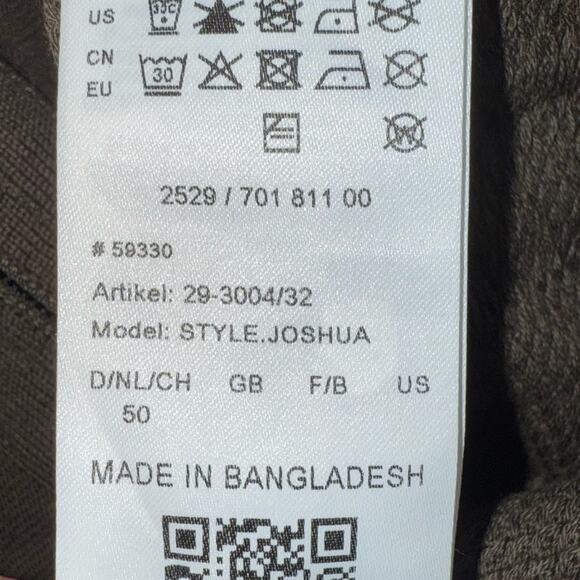 US 30C
CN
EU 30
W
2529 / 701 811 00
# 59330
Artikel: 29-3004/32
Model: STYLE.JOSHUA
D/NL/CH GB F/B US
50
MADE IN BANGLADESH